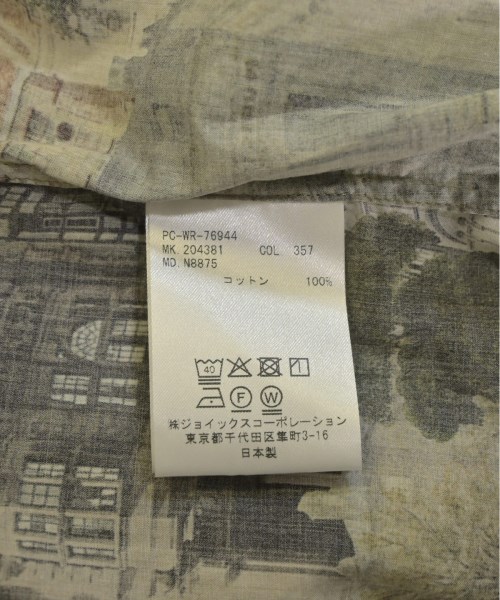 PC-WR-76944
MK. 204381 COL 357
MD. N8875
コットン 100%
40
F W
㈱ジョイックスコーポレーション
東京都千代田区隼町3-16
日本製